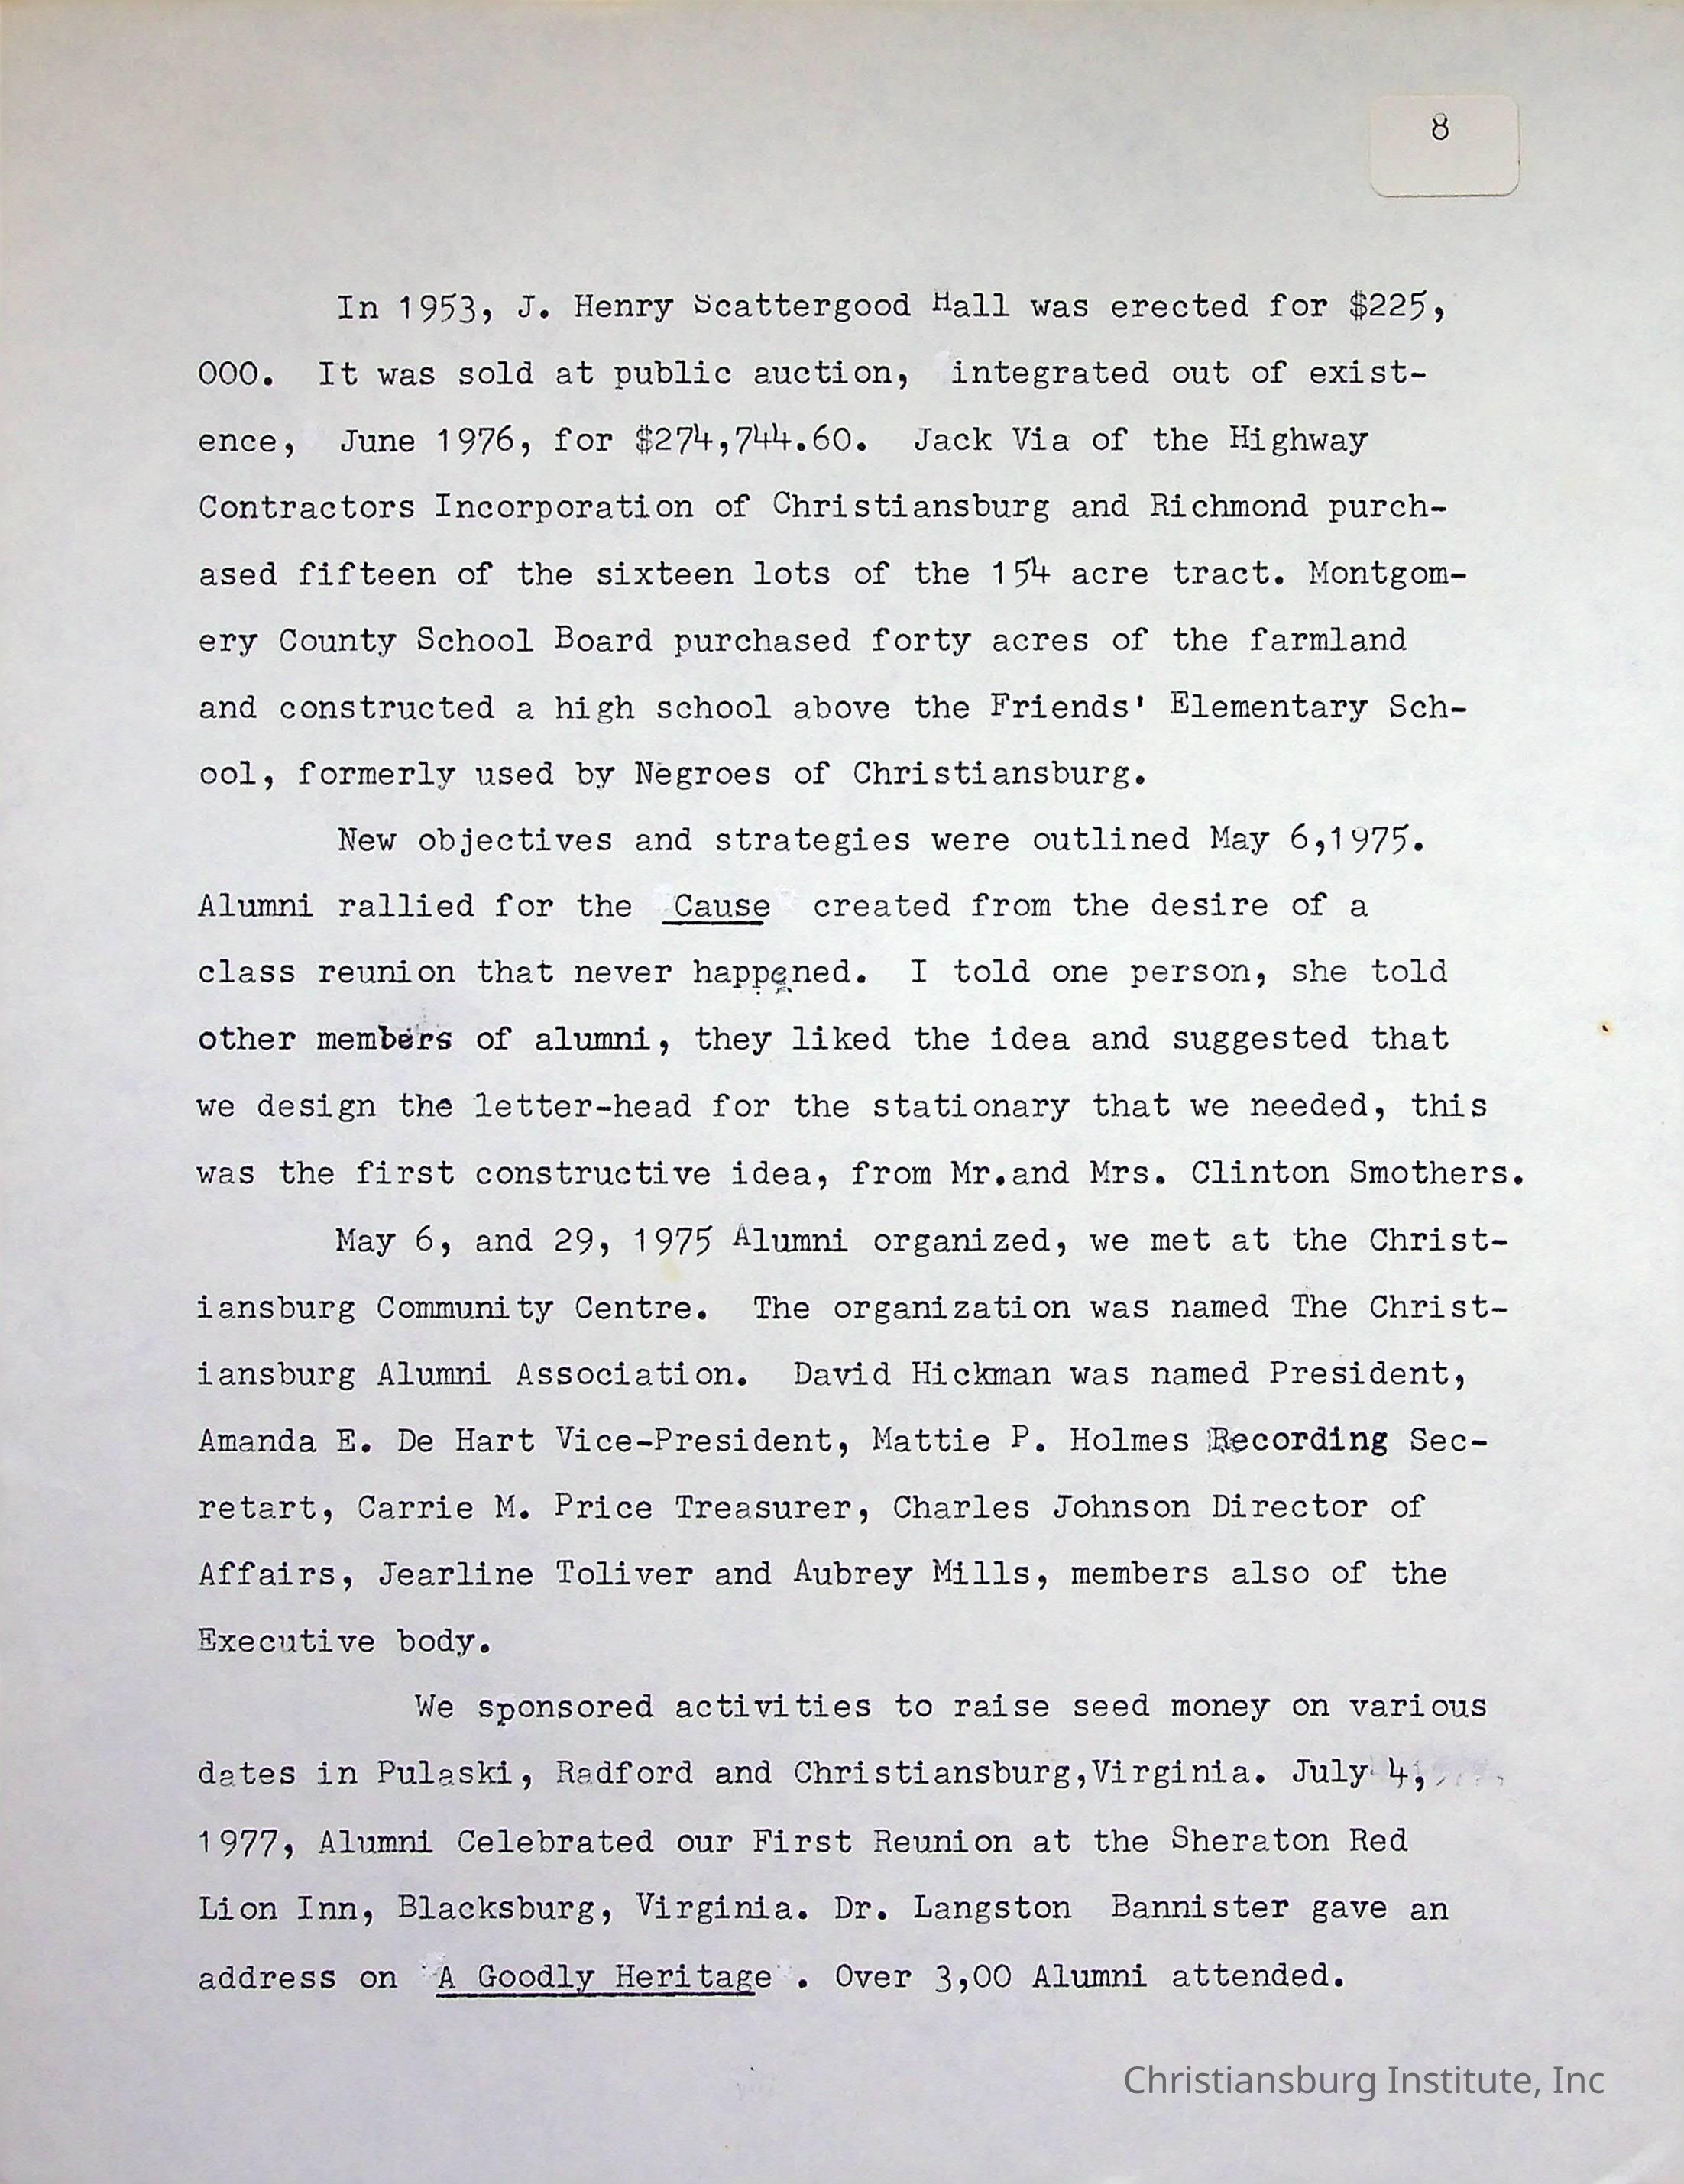 8
In 1953, J. Henry Scattergood Hall was erected for $225,
000. It was sold at public auction, integrated out of exist-
ence, June 1976, for $274,744.60. Jack Via of the Highway
Contractors Incorporation of Christiansburg and Richmond purch-
ased fifteen of the sixteen lots of the 154 acre tract. Montgom-
ery County School Board purchased forty acres of the farmland
and constructed a high school above the Friends' Elementary Sch-
ool, formerly used by Negroes of Christiansburg.
New objectives and strategies were outlined May 6,1975.
Alumni rallied for the Cause created from the desire of a
class reunion that never happened. I told one person, she told
other members of alumni, they liked the idea and suggested that
we design the letter-head for the stationary that we needed, this
was the first constructive idea, from Mr.and Mrs. Clinton Smothers.
May 6, and 29, 1975 Alumni organized, we met at the Christ-
iansburg Community Centre. The organization was named The Christ-
iansburg Alumni Association. David Hickman was named President,
Amanda E. De Hart Vice-President, Mattie P. Holmes Recording Sec-
retart, Carrie M. Price Treasurer, Charles Johnson Director of
Affairs, Jearline Toliver and Aubrey Mills, members also of the
Executive body.
We sponsored activities to raise seed money on various
dates in Pulaski, Radford and Christiansburg,Virginia. July 4,
1977, Alumni Celebrated our First Reunion at the Sheraton Red
Lion Inn, Blacksburg, Virginia. Dr. Langston Bannister gave an
address on A Goodly Heritage . Over 3,00 Alumni attended.
Christiansburg Institute, Inc